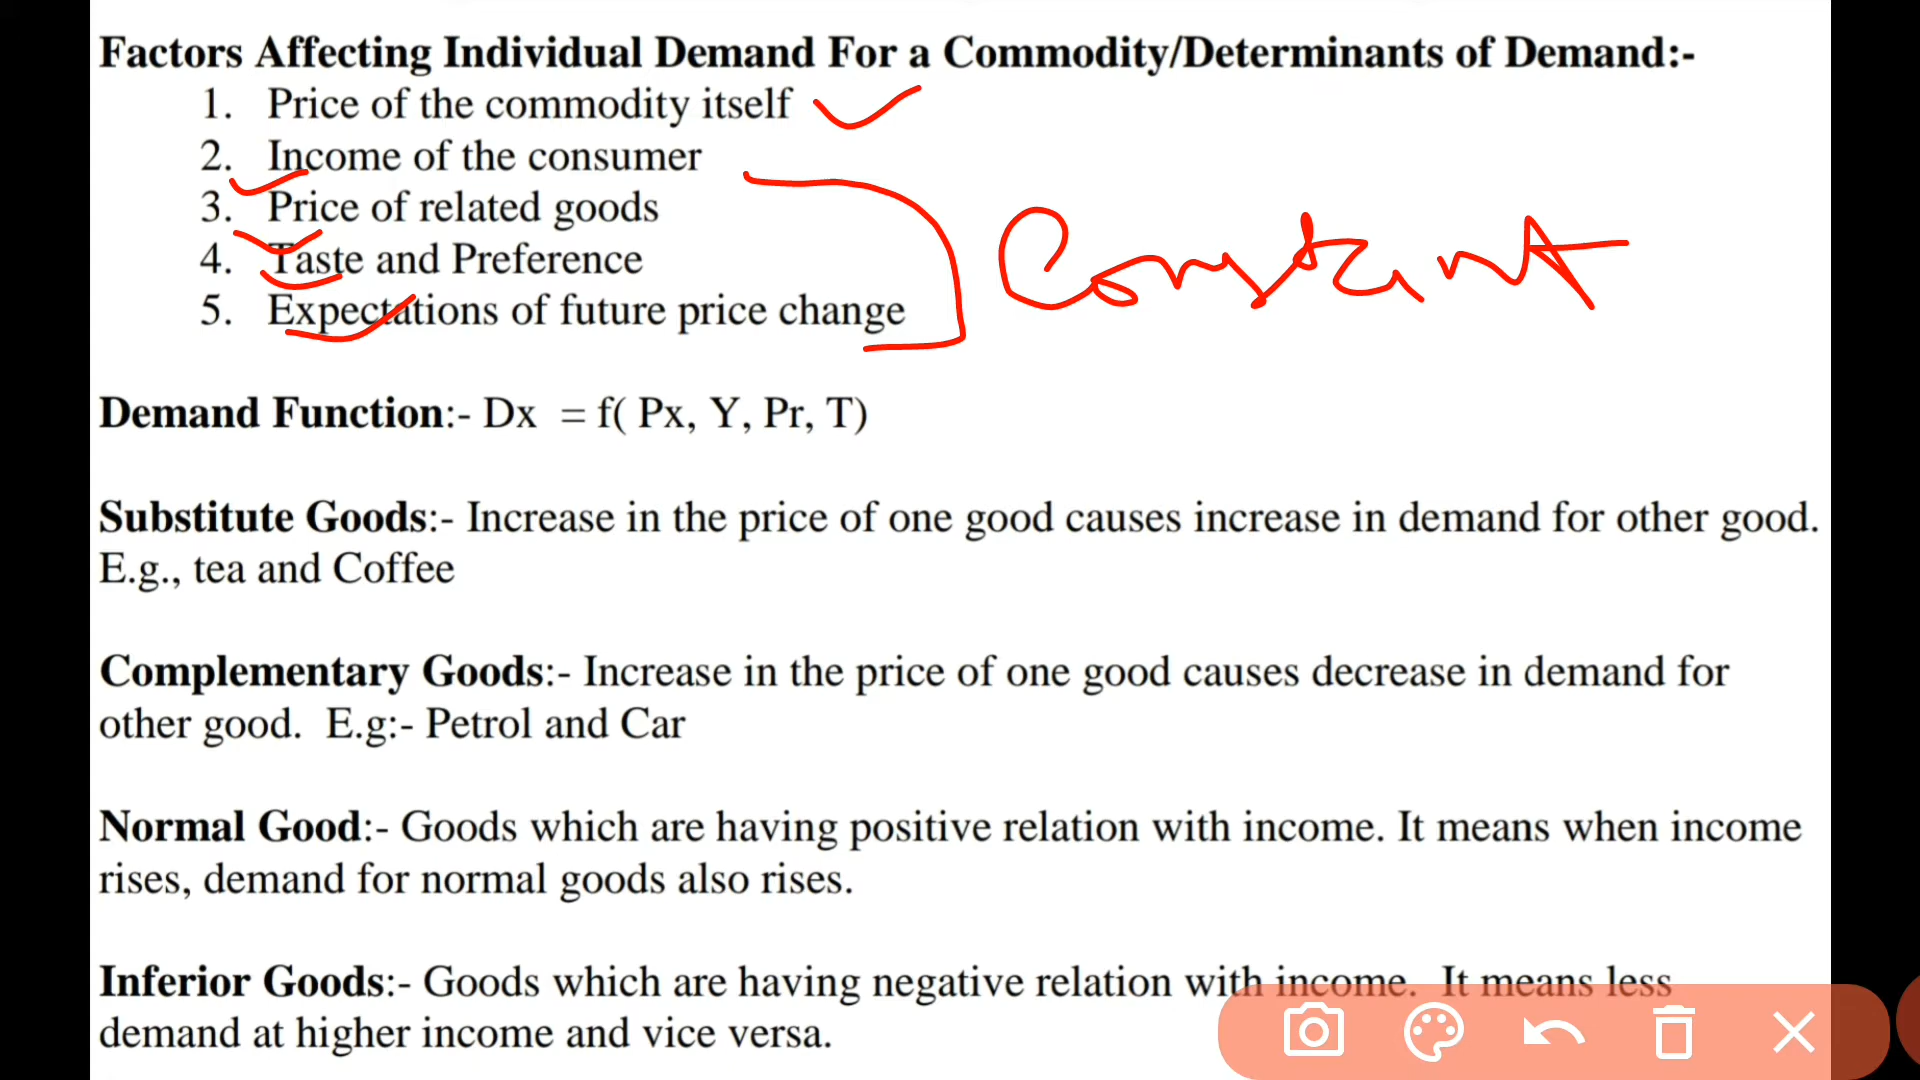 Factors Affecting Individual Demand For a Commodity/Determinants of Demand:-
1. Price of the commodity itself
2. Income of the consumer
3. Price of related goods
4. Taste and Preference
5. Expectations of future price change
Constant
Demand Function:- Dx = f( Px, Y, Pr, T)
Substitute Goods:- Increase in the price of one good causes increase in demand for other good.
E.g., tea and Coffee
Complementary Goods:- Increase in the price of one good causes decrease in demand for
other good. E.g:- Petrol and Car
Normal Good:- Goods which are having positive relation with income. It means when income
rises, demand for normal goods also rises.
Inferior Goods:- Goods which are having negative relation with income. It means less
demand at higher income and vice versa.